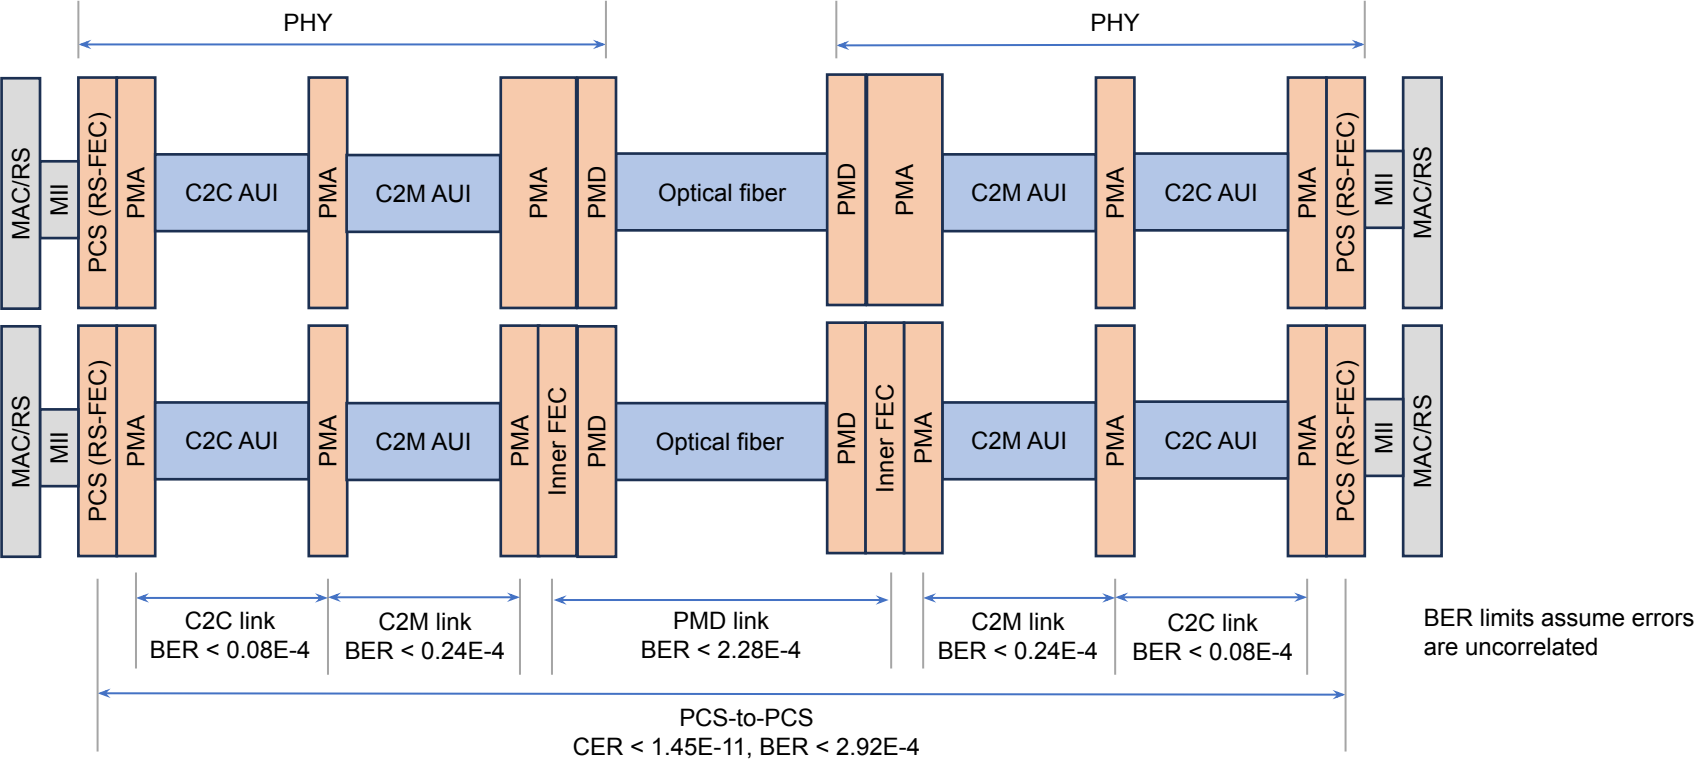 PHY
PHY
MAC/RS
MII
PCS (RS-FEC)
PMA
C2C AUI
PMA
C2M AUI
PMA
PMD
Optical fiber
PMD
PMA
C2M AUI
PMA
C2C AUI
PMA
PCS (RS-FEC)
MII
MAC/RS
MAC/RS
MII
PCS (RS-FEC)
PMA
C2C AUI
PMA
C2M AUI
PMA
Inner FEC
PMD
Optical fiber
PMD
Inner FEC
PMA
C2M AUI
PMA
C2C AUI
PMA
PCS (RS-FEC)
MII
MAC/RS
C2C link
BER < 0.08E-4
C2M link
BER < 0.24E-4
PMD link
BER < 2.28E-4
C2M link
BER < 0.24E-4
C2C link
BER < 0.08E-4
BER limits assume errors
are uncorrelated
PCS-to-PCS
CER < 1.45E-11, BER < 2.92E-4